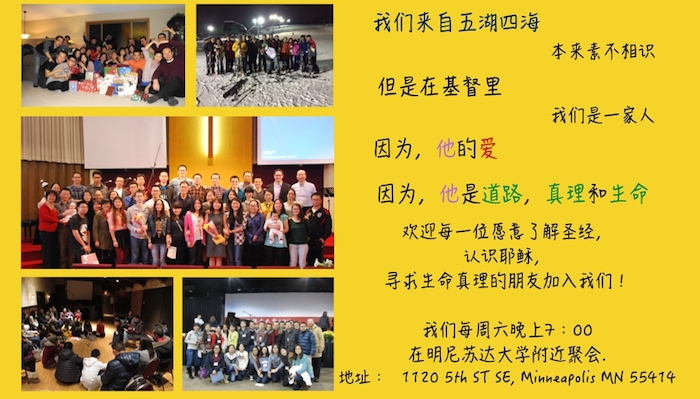 我们来自五湖四海
本来素不相识
但是在基督里
我们是一家人
因为，他的爱
因为，他是道路，真理和生命
欢迎每一位愿意了解圣经，
认识耶稣，
寻求生命真理的朋友加入我们！
我们每周六晚上7：00
在明尼苏达大学附近聚会.
地址： 1120 5th ST SE, Minneapolis MN 55414